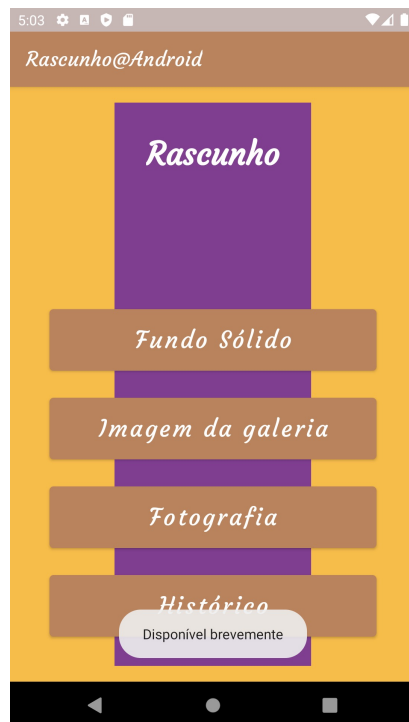 5:03
Rascunho@Android
Rascunho
Fundo Sólido
Imagem da galeria
Fotografia
Histórico
Disponível brevemente